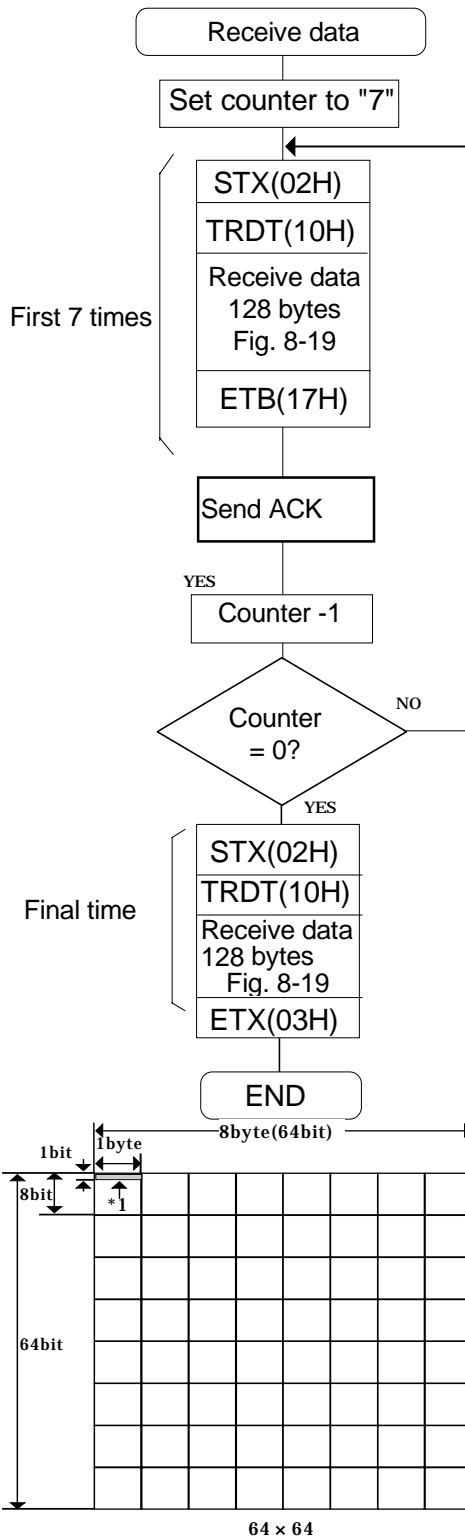 Receive data
Set counter to "7"
STX(02H)
TRDT(10H)
Receive data
128 bytes
Fig. 8-19
First 7 times
ETB(17H)
Send ACK
YES
Counter -1
NO
Counter
= 0?
YES
STX(02H)
TRDT(10H)
Final time
Receive data
128 bytes
Fig. 8-19
ETX(03H)
END
8byte(64bit)
1bit
1byte
8bit
*1
64bit
64 × 64